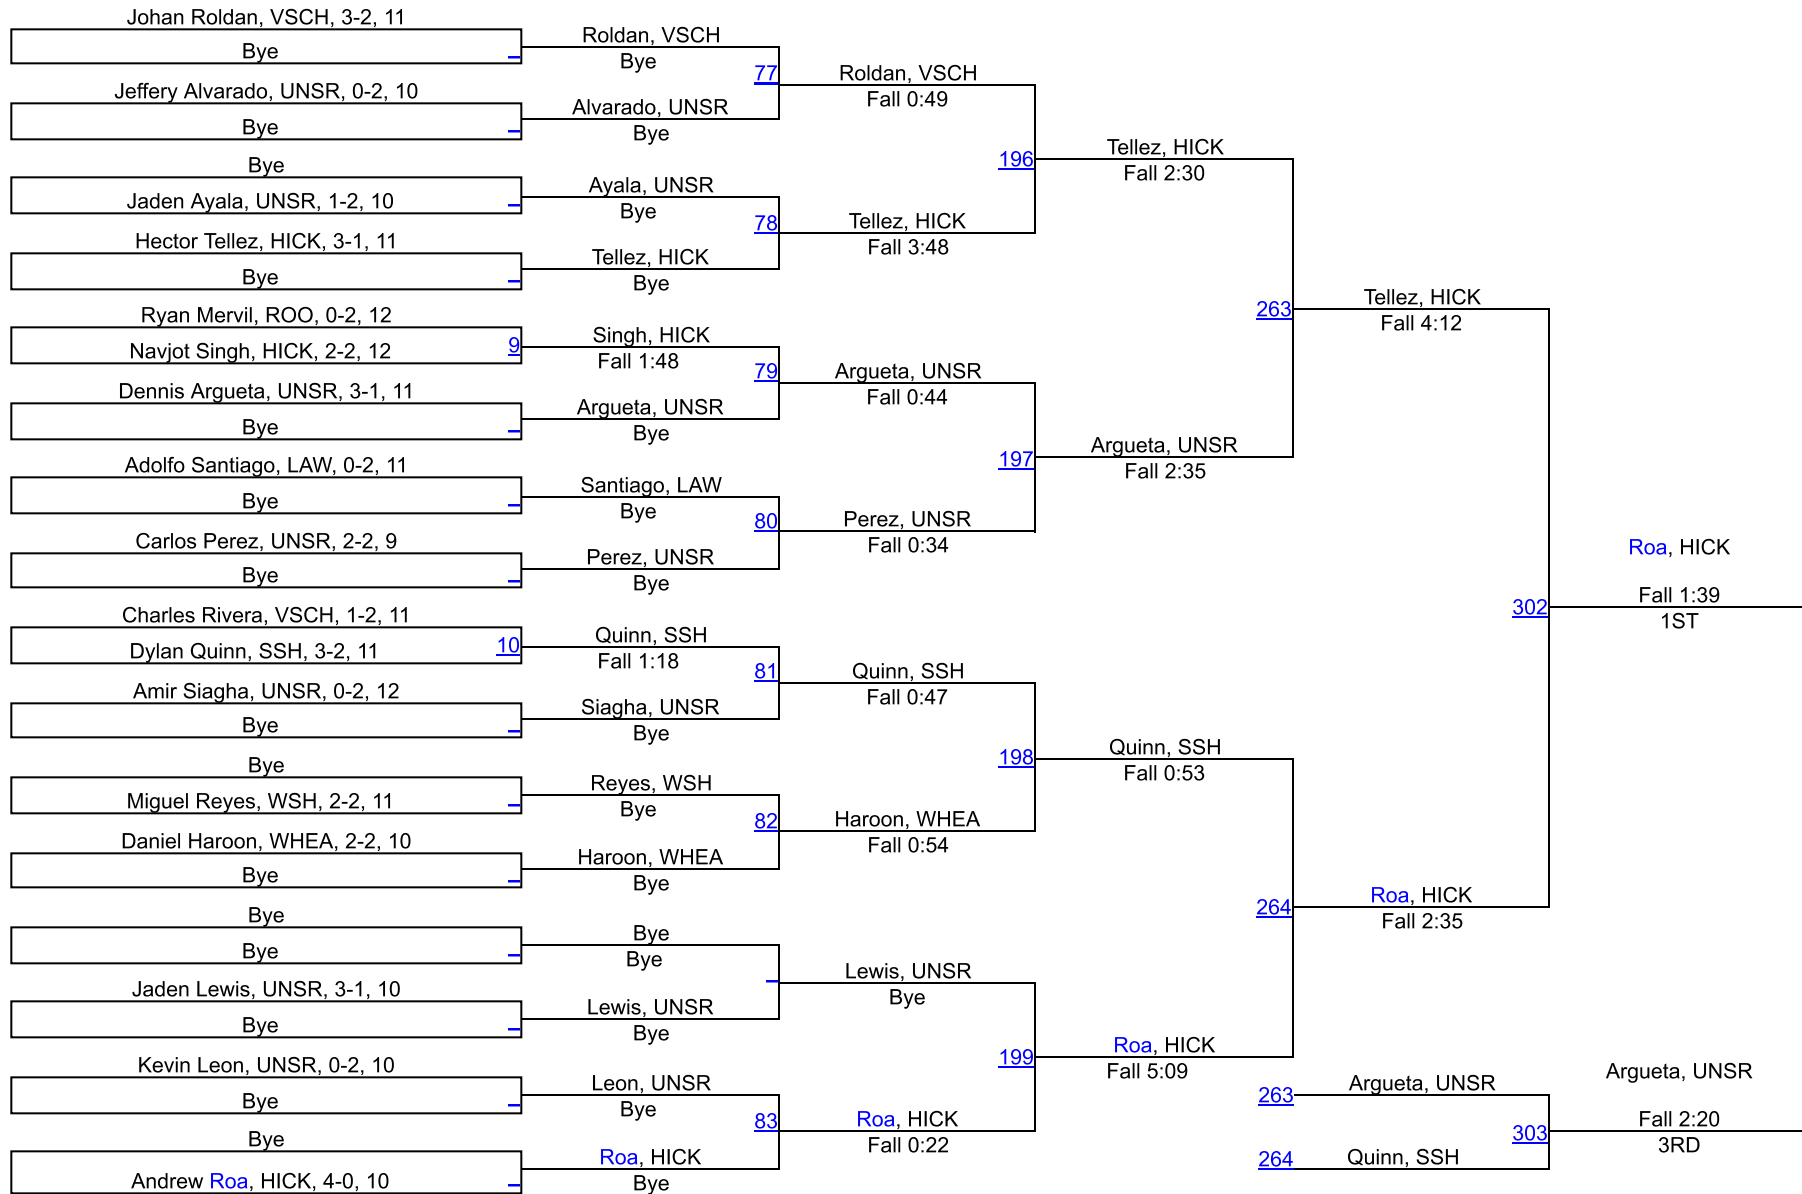 Johan Roldan, VSCH, 3-2, 11
Bye
Jeffery Alvarado, UNSR, 0-2, 10
Bye
Bye
Jaden Ayala, UNSR, 1-2, 10
Hector Tellez, HICK, 3-1, 11
Bye
Ryan Mervil, ROO, 0-2, 12
Navjot Singh, HICK, 2-2, 12
9
Dennis Argueta, UNSR, 3-1, 11
Bye
Adolfo Santiago, LAW, 0-2, 11
Bye
Carlos Perez, UNSR, 2-2, 9
Bye
Charles Rivera, VSCH, 1-2, 11
Dylan Quinn, SSH, 3-2, 11
10
Amir Siagha, UNSR, 0-2, 12
Bye
Bye
Miguel Reyes, WSH, 2-2, 11
Daniel Haroon, WHEA, 2-2, 10
Bye
Bye
Bye
Jaden Lewis, UNSR, 3-1, 10
Bye
Kevin Leon, UNSR, 0-2, 10
Bye
Bye
Andrew Roa, HICK, 4-0, 10
Roldan, VSCH
Bye
77
Alvarado, UNSR
Bye
Ayala, UNSR
Bye
78
Tellez, HICK
Bye
Singh, HICK
Fall 1:48
79
Argueta, UNSR
Bye
Santiago, LAW
Bye
80
Perez, UNSR
Bye
Quinn, SSH
Fall 1:18
81
Siagha, UNSR
Bye
Reyes, WSH
Bye
82
Haroon, WHEA
Bye
Bye
Bye
Lewis, UNSR
Bye
Leon, UNSR
Bye
83
Roa, HICK
Bye
Roldan, VSCH
Fall 0:49
196
Tellez, HICK
Fall 3:48
Argueta, UNSR
Fall 0:44
197
Perez, UNSR
Fall 0:34
Quinn, SSH
Fall 0:47
198
Haroon, WHEA
Fall 0:54
Lewis, UNSR
Bye
199
Roa, HICK
Fall 0:22
Tellez, HICK
Fall 2:30
263
Argueta, UNSR
Fall 2:35
Quinn, SSH
Fall 0:53
264
Roa, HICK
Fall 5:09
Tellez, HICK
Fall 4:12
302
Roa, HICK
Fall 2:35
Roa, HICK
Fall 1:39
1ST
263
Argueta, UNSR
303
264
Quinn, SSH
Argueta, UNSR
Fall 2:20
3RD